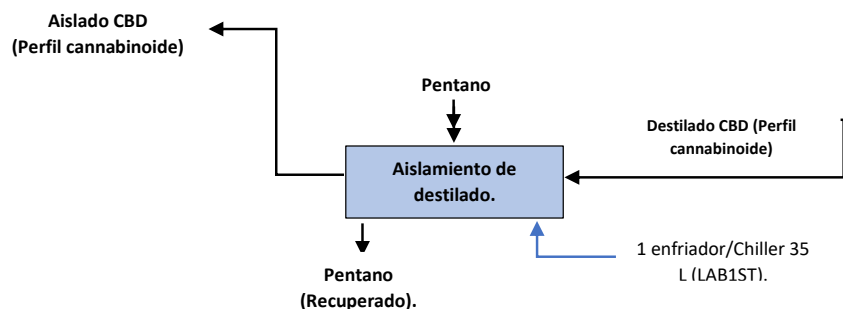 Aislado CBD
(Perfil cannabinoide)
Pentano
Destilado CBD (Perfil
cannabinoide)
Aislamiento de
destilado.
1 enfriador/Chiller 35
L (LAB1ST).
Pentano
(Recuperado).